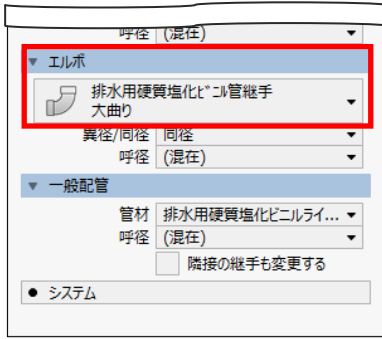 呼径 (混在)
エルボ
排水用硬質塩化ﾋﾞﾆﾙ管継手
大曲り
異径/同径 同径
呼径 (混在)
一般配管
管材 排水用硬質塩化ビニルライ...
呼径 (混在)
隣接の継手も変更する
システム